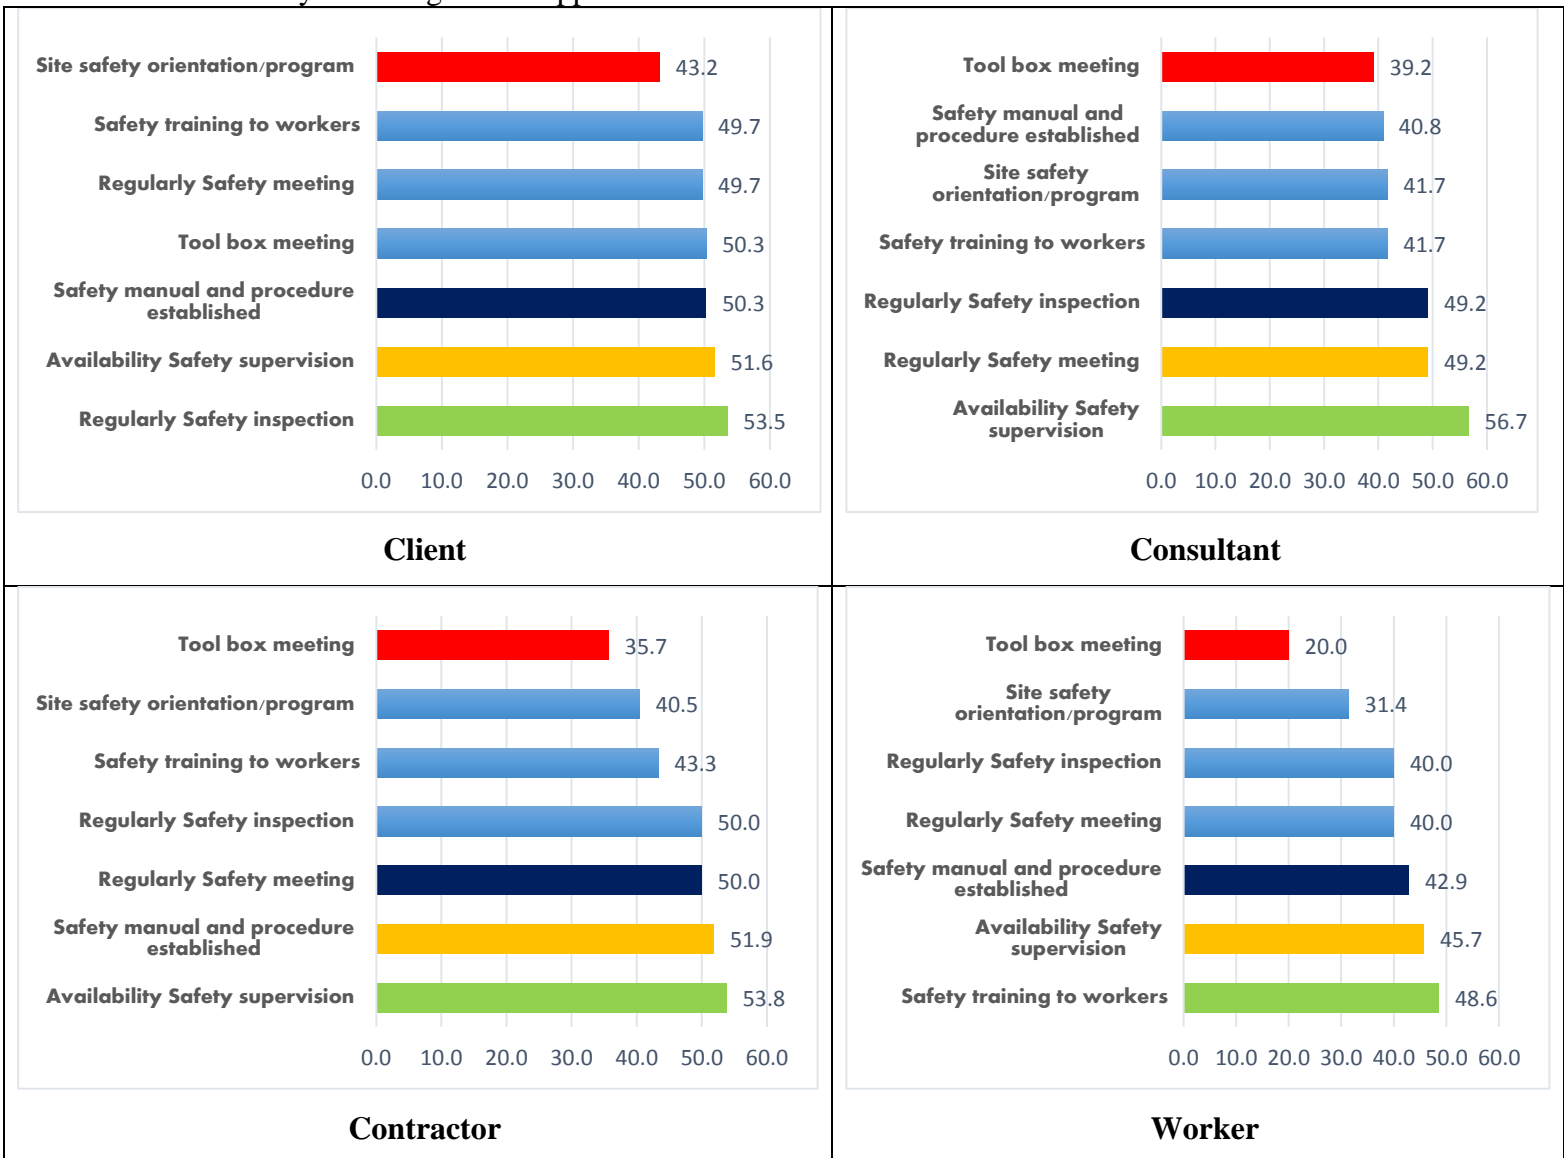 Site safety orientation/program 43.2
Safety training to workers 49.7
Regularly Safety meeting 49.7
Tool box meeting 50.3
Safety manual and procedure
established 50.3
Availability Safety supervision 51.6
Regularly Safety inspection 53.5
0.0 10.0 20.0 30.0 40.0 50.0 60.0
Client
Tool box meeting 39.2
Safety manual and
procedure established 40.8
Site safety
orientation/program 41.7
Safety training to workers 41.7
Regularly Safety inspection 49.2
Regularly Safety meeting 49.2
Availability Safety
supervision 56.7
0.0 10.0 20.0 30.0 40.0 50.0 60.0
Consultant
Tool box meeting 35.7
Site safety orientation/program 40.5
Safety training to workers 43.3
Regularly Safety inspection 50.0
Regularly Safety meeting 50.0
Safety manual and procedure
established 51.9
Availability Safety supervision 53.8
0.0 10.0 20.0 30.0 40.0 50.0 60.0
Contractor
Tool box meeting 20.0
Site safety
orientation/program 31.4
Regularly Safety inspection 40.0
Regularly Safety meeting 40.0
Safety manual and procedure
established 42.9
Availability Safety
supervision 45.7
Safety training to workers 48.6
0.0 10.0 20.0 30.0 40.0 50.0 60.0
Worker